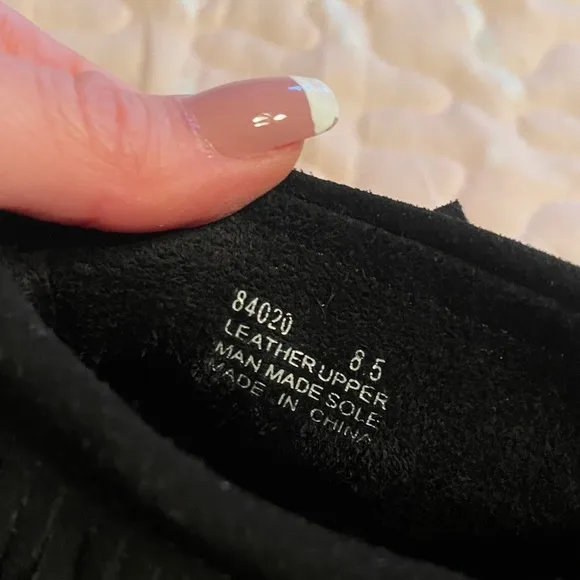 84020 8.5
LEATHER UPPER
MAN MADE SOLE
MADE IN CHINA